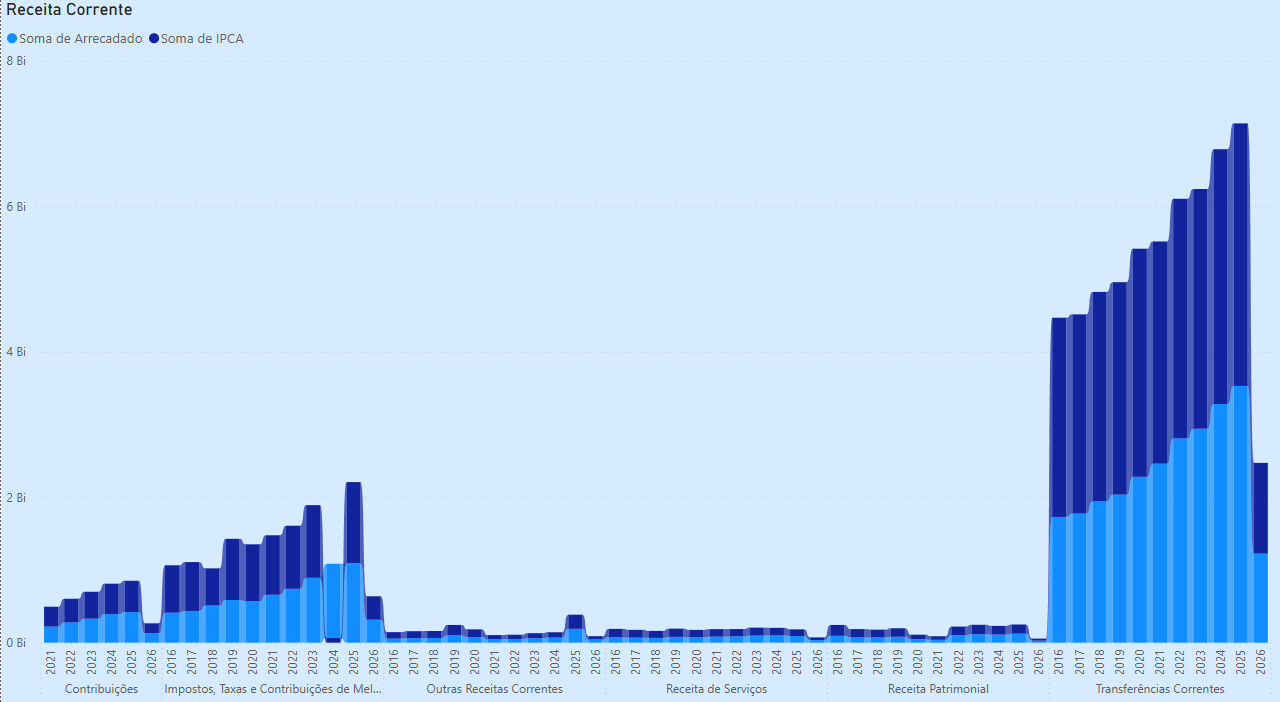 Receita Corrente
Soma de Arrecadado Soma de IPCA
8 Bi
6 Bi
4 Bi
2 Bi
0 Bi
2021 2022 2023 2024 2025 2026 2016 2017 2018 2019 2020 2021 2022 2023 2024 2025 2026 2016 2017 2018 2019 2020 2021 2022 2023 2024 2025 2026 2016 2017 2018 2019 2020 2021 2022 2023 2024 2025 2026 2016 2017 2018 2019 2020 2021 2022 2023 2024 2025 2026 2016 2017 2018 2019 2020 2021 2022 2023 2024 2025 2026
Contribuições Impostos, Taxas e Contribuições de Mel... Outras Receitas Correntes Receita de Serviços Receita Patrimonial Transferências Correntes